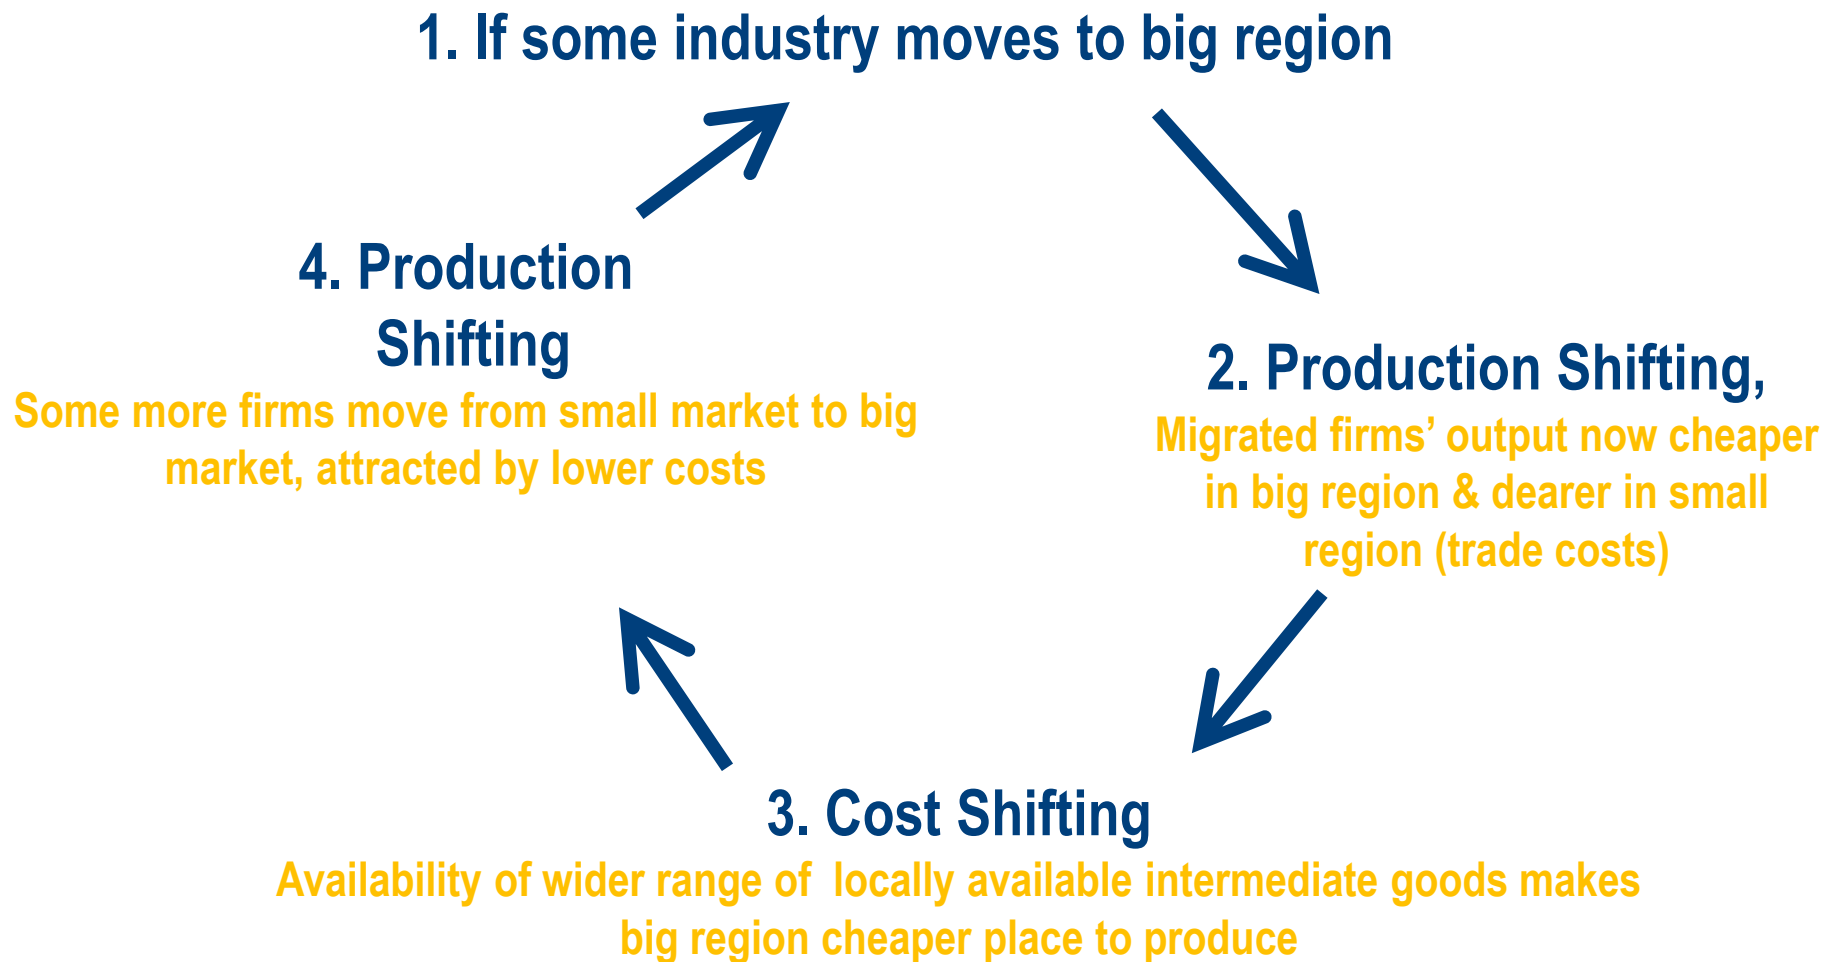 1. If some industry moves to big region
2. Production Shifting,
Migrated firms’ output now cheaper
in big region & dearer in small
region (trade costs)
3. Cost Shifting
Availability of wider range of  locally available intermediate goods makes
big region cheaper place to produce
4. Production
Shifting
Some more firms move from small market to big
market, attracted by lower costs